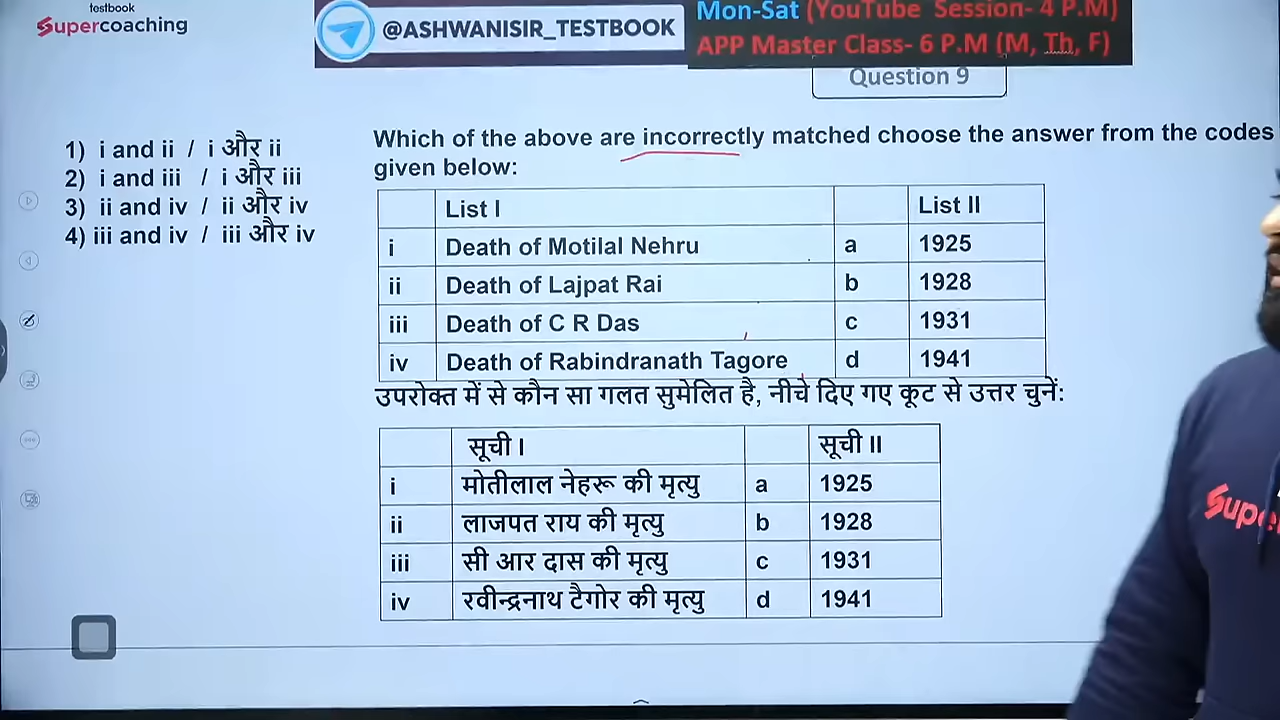 testbook
Supercoaching
@ASHWANISIR_TESTBOOK
Mon-Sat (YouTube Session- 4 P.M)
APP Master Class- 6 P.M (M, Th, F)
Question 9
1) i and ii / i और ii
2) i and iii / i और iii
3) ii and iv / ii और iv
4) iii and iv / iii और iv
Which of the above are incorrectly matched choose the answer from the codes
given below:
List I List II
i Death of Motilal Nehru a 1925
ii Death of Lajpat Rai b 1928
iii Death of C R Das c 1931
iv Death of Rabindranath Tagore d 1941
उपरोक्त में से कौन सा गलत सुमेलित है, नीचे दिए गए कूट से उत्तर चुनें:
सूची I सूची II
i मोतीलाल नेहरू की मृत्यु a 1925
ii लाजपत राय की मृत्यु b 1928
iii सी आर दास की मृत्यु c 1931
iv रवीन्द्रनाथ टैगोर की मृत्यु d 1941